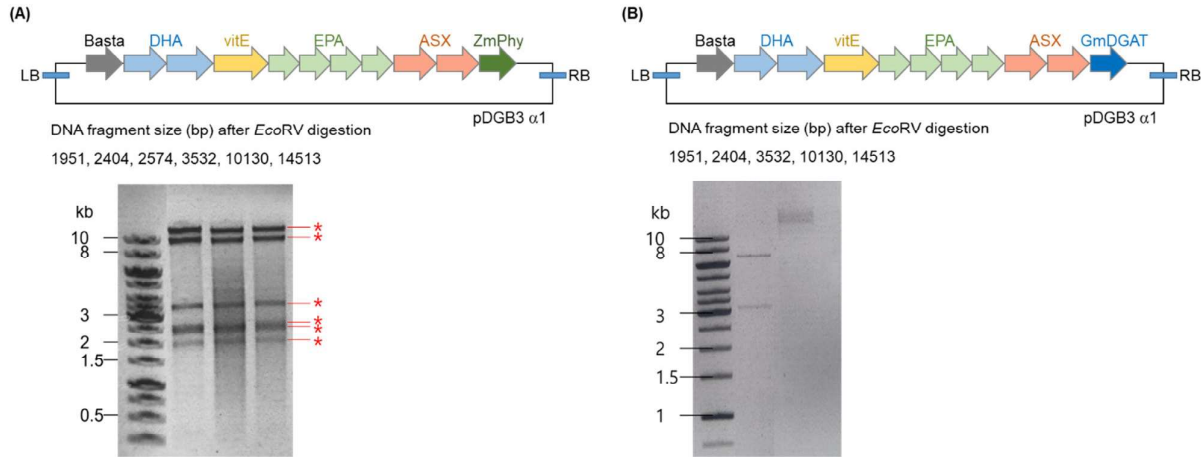 (A)
Basta DHA vitE EPA ASX ZmPhy
LB RB
pDGB3 α1
DNA fragment size (bp) after EcoRV digestion
1951, 2404, 2574, 3532, 10130, 14513
kb
10
8
3
2
1.5
0.5
*
*
*
*
*
*
(B)
Basta DHA vitE EPA ASX GmDGAT
LB RB
pDGB3 α1
DNA fragment size (bp) after EcoRV digestion
1951, 2404, 3532, 10130, 14513
kb
10
8
3
2
1.5
1